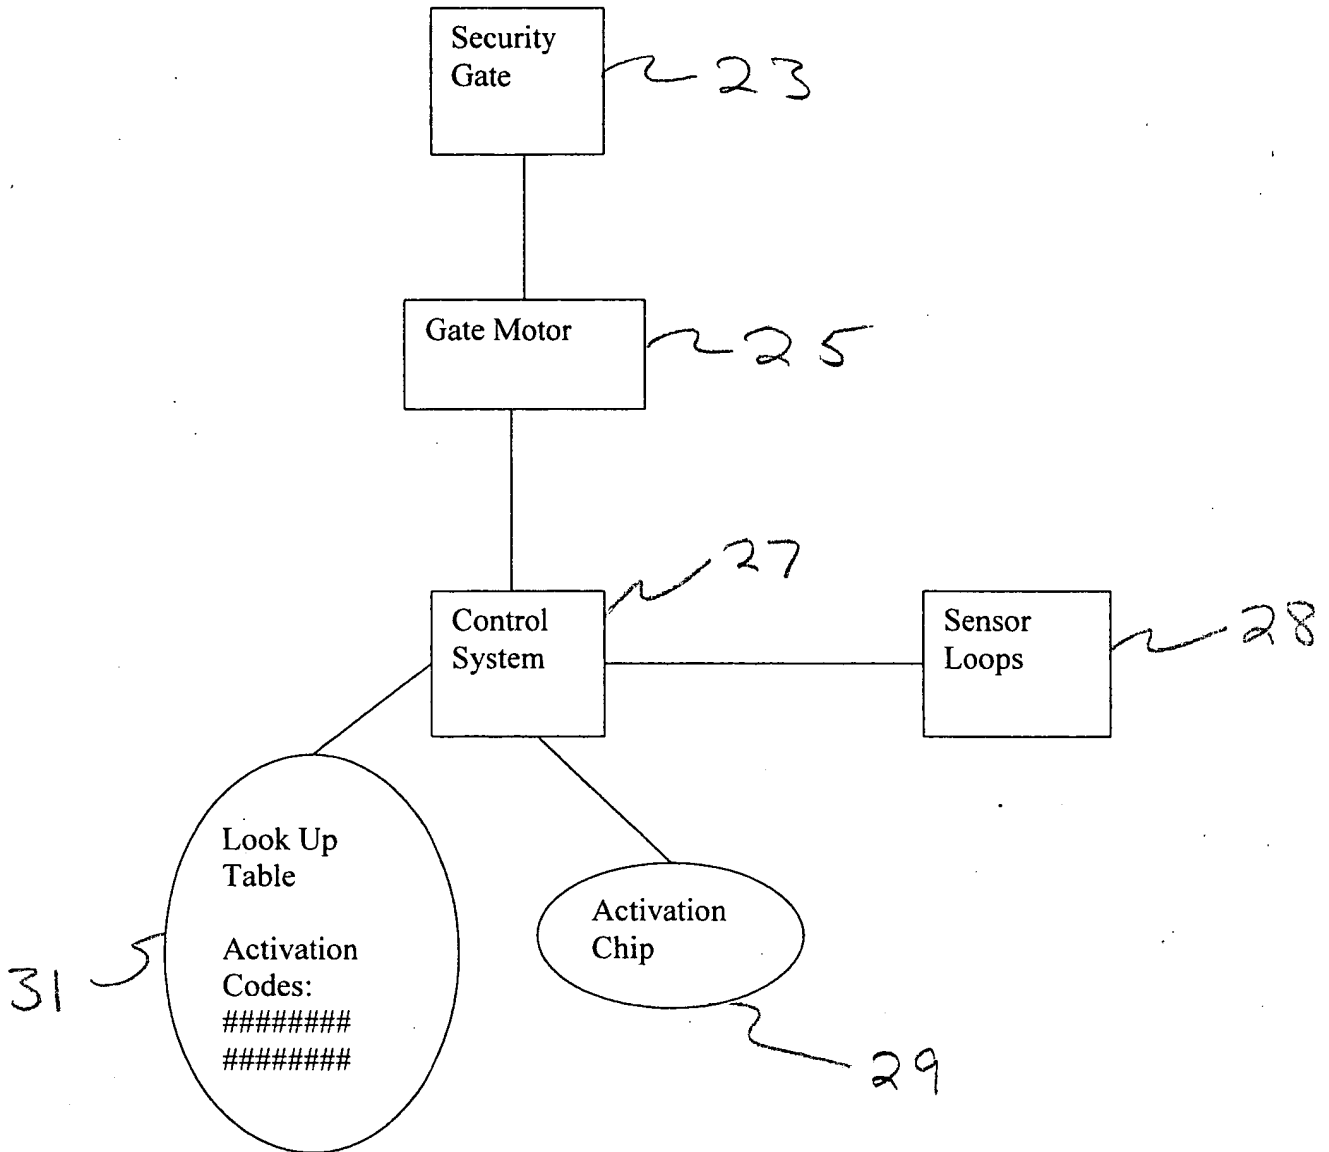 Security
Gate
23
Gate Motor
25
27
Control
System
Sensor
Loops
28
Look Up
Table
Activation
Codes:
########
########
31
Activation
Chip
29